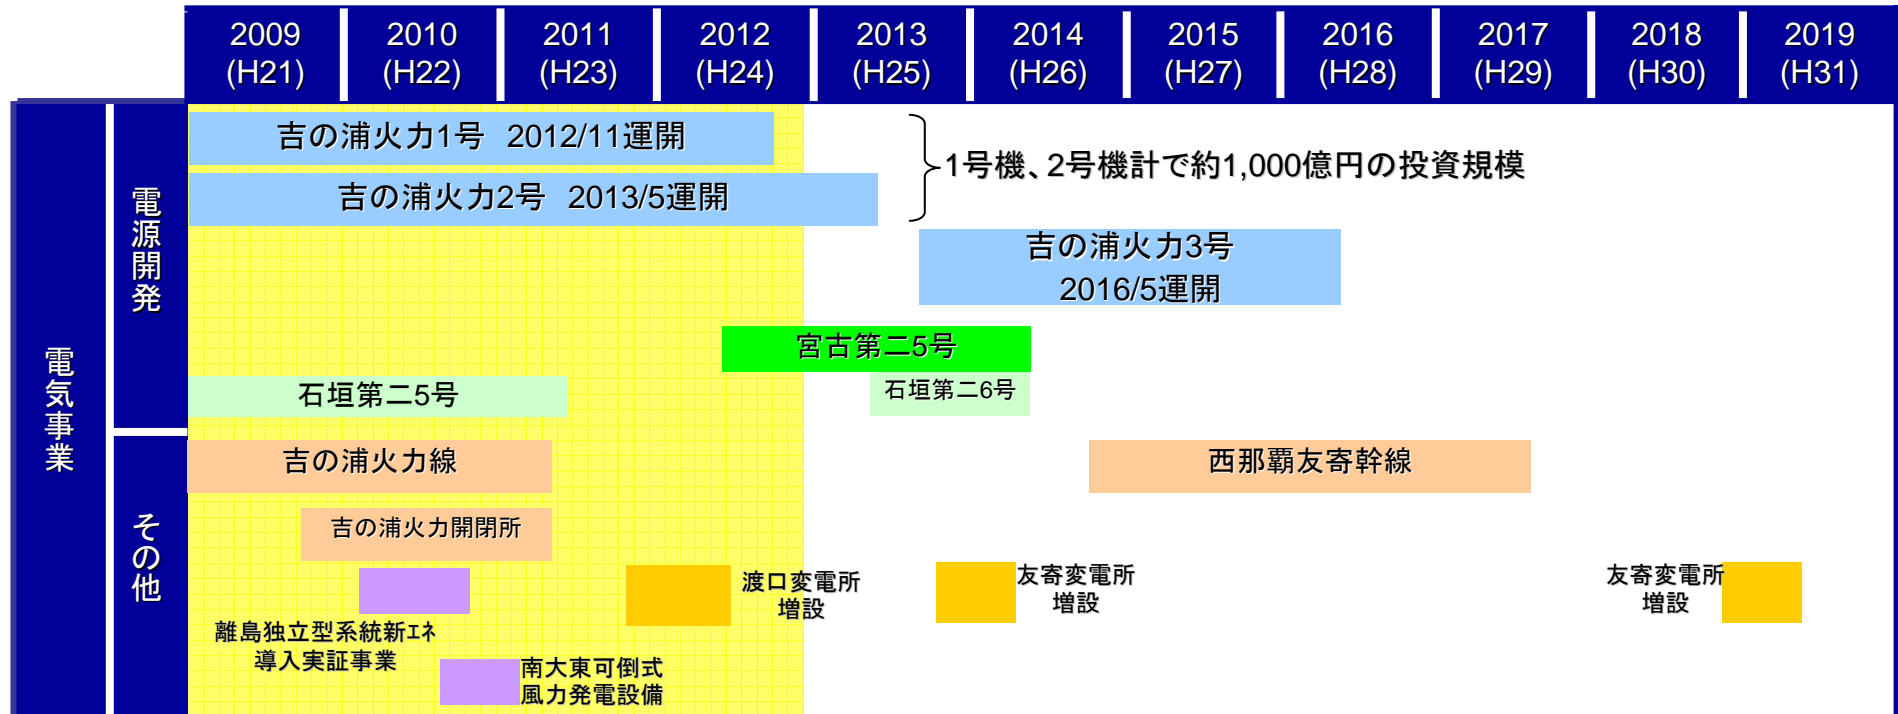 2009
(H21)
2010
(H22)
2011
(H23)
2012
(H24)
2013
(H25)
2014
(H26)
2015
(H27)
2016
(H28)
2017
(H29)
2018
(H30)
2019
(H31)
電気事業
電源開発
吉の浦火力1号 2012/11運開
吉の浦火力2号 2013/5運開
1号機、2号機計で約1,000億円の投資規模
吉の浦火力3号
2016/5運開
宮古第二5号
石垣第二5号
石垣第二6号
その他
吉の浦火力線
西那覇友寄幹線
吉の浦火力開閉所
渡口変電所
増設
友寄変電所
増設
友寄変電所
増設
離島独立型系統新ｴﾈ
導入実証事業
南大東可倒式
風力発電設備